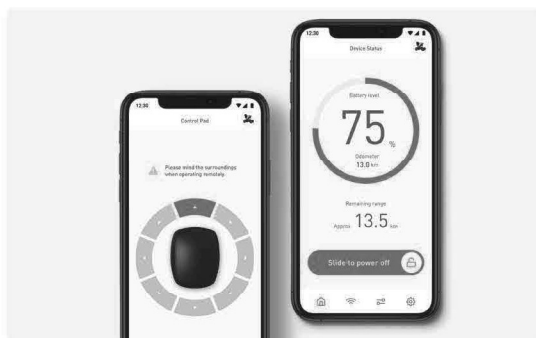 12:30
Control Pad
Please mind the surroundings
when operating remotely.
12:30
Device Status
Battery level
75 %
Odometer
13.0 km
Remaining range
Approx. 13.5 km
Slide to power off